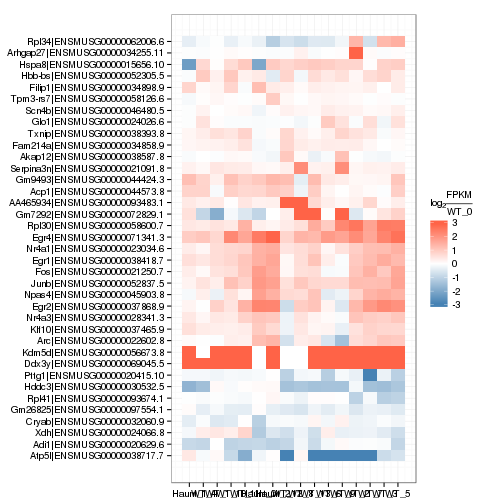 Rpl34|ENSMUSG00000062006.6
Arhgap27|ENSMUSG00000034255.11
Hspa8|ENSMUSG00000015656.10
Hbb-bs|ENSMUSG00000052305.5
Filip1|ENSMUSG00000034898.9
Tpm3-rs7|ENSMUSG00000058126.6
Scn4b|ENSMUSG00000046480.5
Glo1|ENSMUSG00000024026.6
Txnip|ENSMUSG00000038393.8
Fam214a|ENSMUSG00000034858.9
Akap12|ENSMUSG00000038587.8
Serpina3n|ENSMUSG00000021091.8
Gm9493|ENSMUSG00000044424.3
Acp1|ENSMUSG00000044573.8
AA465934|ENSMUSG00000093483.1
Gm7292|ENSMUSG00000072829.1
Rpl30|ENSMUSG00000058600.7
Egr4|ENSMUSG00000071341.3
Nr4a1|ENSMUSG00000023034.6
Egr1|ENSMUSG00000038418.7
Fos|ENSMUSG00000021250.7
Junb|ENSMUSG00000052837.5
Npas4|ENSMUSG00000045903.8
Egr2|ENSMUSG00000037868.9
Nr4a3|ENSMUSG00000028341.3
Klf10|ENSMUSG00000037465.9
Arc|ENSMUSG00000022602.8
Kdm5d|ENSMUSG00000056673.8
Ddx3y|ENSMUSG00000069045.5
Pttg1|ENSMUSG00000020415.10
Hddc3|ENSMUSG00000030532.5
Rpl41|ENSMUSG00000093674.1
Gm26825|ENSMUSG00000097554.1
Cryab|ENSMUSG00000032060.9
Xdh|ENSMUSG00000024066.8
Adi1|ENSMUSG00000020629.6
Atp5l|ENSMUSG00000038717.7
log2 FPKM
WT_0
3
2
1
0
-1
-2
-3